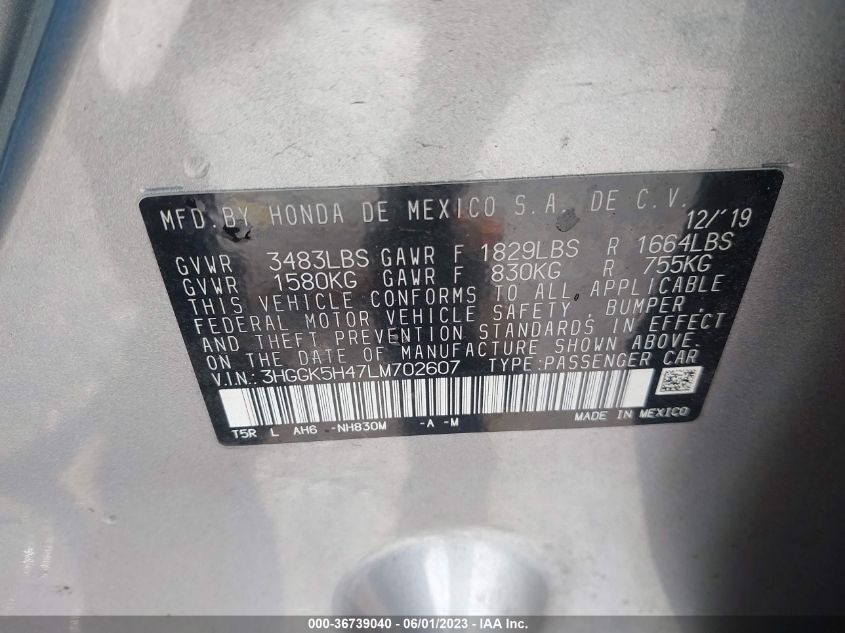 MFD.BY HONDA DE MEXICO S.A. DE C.V. 12/'19
GVWR 3483LBS GAWR F 1829LBS R 1664LBS
GVWR 1580KG GAWR F 830KG R 755KG
THIS VEHICLE CONFORMS TO ALL APPLICABLE
FEDERAL MOTOR VEHICLE SAFETY, BUMPER
AND THEFT PREVENTION STANDARDS IN EFFECT
ON THE DATE OF MANUFACTURE SHOWN ABOVE.
V.I.N.: 3HGGK5H47LM702607 TYPE:PASSENGER CAR
T5R L AH6 -NH830M -A -M MADE IN MEXICO
000-36739040 - 06/01/2023 - IAA Inc.